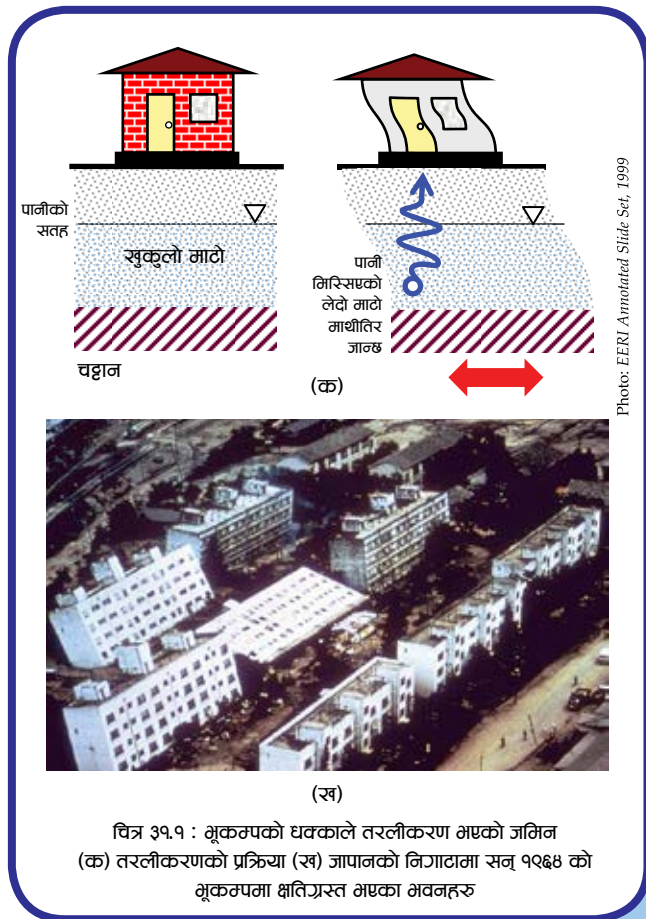 पानीको
सतह
खुकुलो माटो
चट्टान
पानी
मिस्सिएको
लेदो माटो
माथीतिर
जान्छ
(क)
Photo: EERI Annotated Slide Set, 1999
(ख)
चित्र ३१.१ : भूकम्पको धक्काले तरलीकरण भएको जमिन
(क) तरलीकरणको प्रक्रिया (ख) जापानको निगाटामा सन् १९६४ को
भूकम्पमा क्षतिग्रस्त भएका भवनहरु